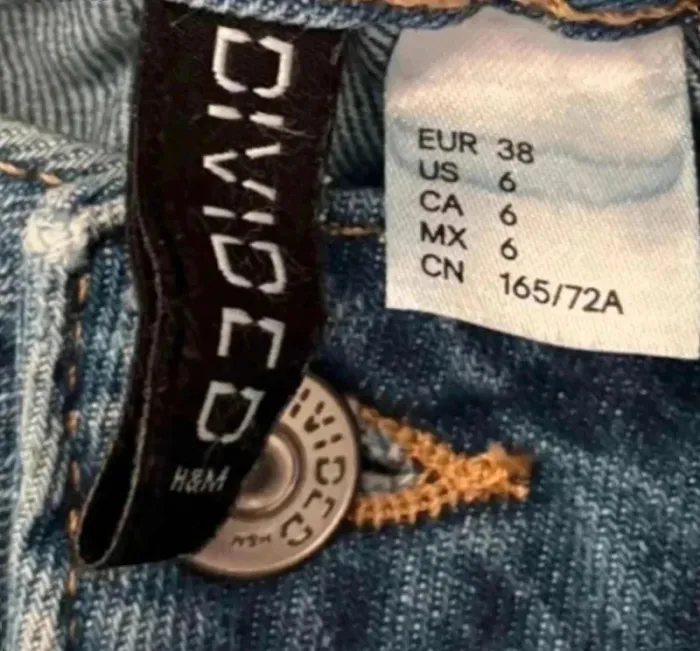 DIVIDED
H&M
EUR 38
US 6
CA 6
MX 6
CN 165/72A
DIVIDED
H&M